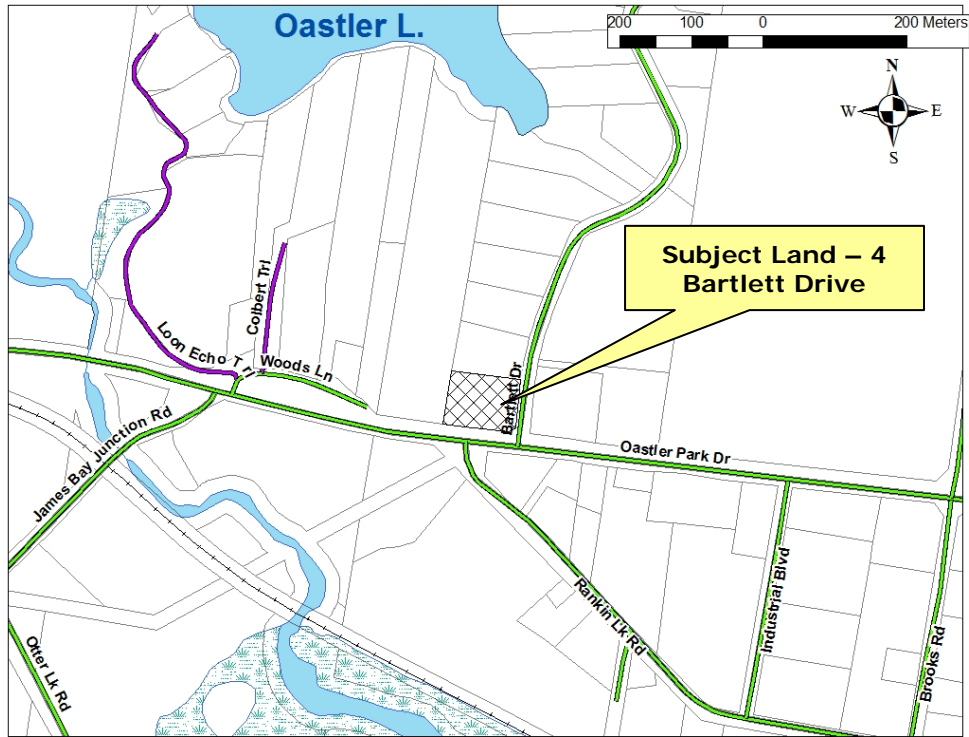 Oastler L.
200 100 0 200 Meters
N
W E
S
Subject Land – 4
Bartlett Drive
Colbert Trl
Loon Echo Trl
Woods Ln
Bartlett Dr
James Bay Junction Rd
Oastler Park Dr
Rankin Lk Rd
Industrial Blvd
Otter Lk Rd
Brooks Rd